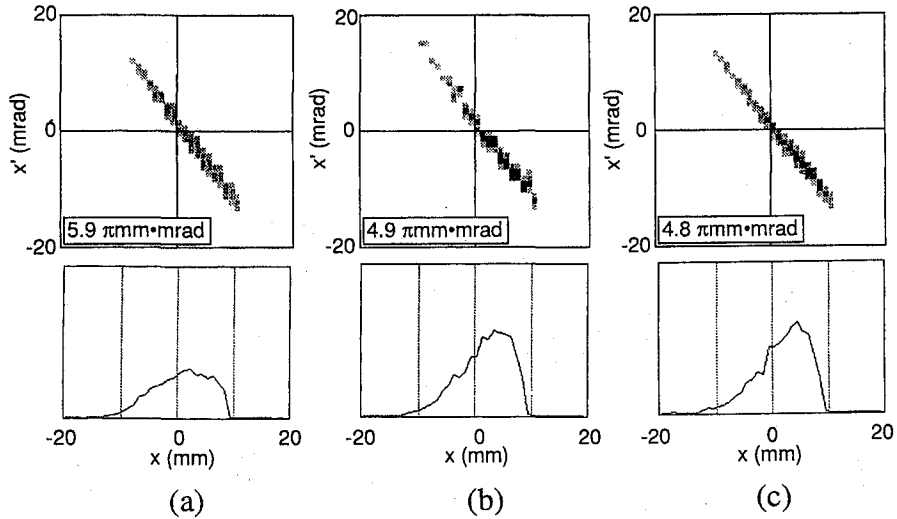 20
x' (mrad)
0
-20
5.9 πmm•mrad
20
x' (mrad)
0
-20
4.9 πmm•mrad
20
x' (mrad)
0
-20
4.8 πmm•mrad
-20 0 20
x (mm)
-20 0 20
x (mm)
-20 0 20
x (mm)
(a) (b) (c)